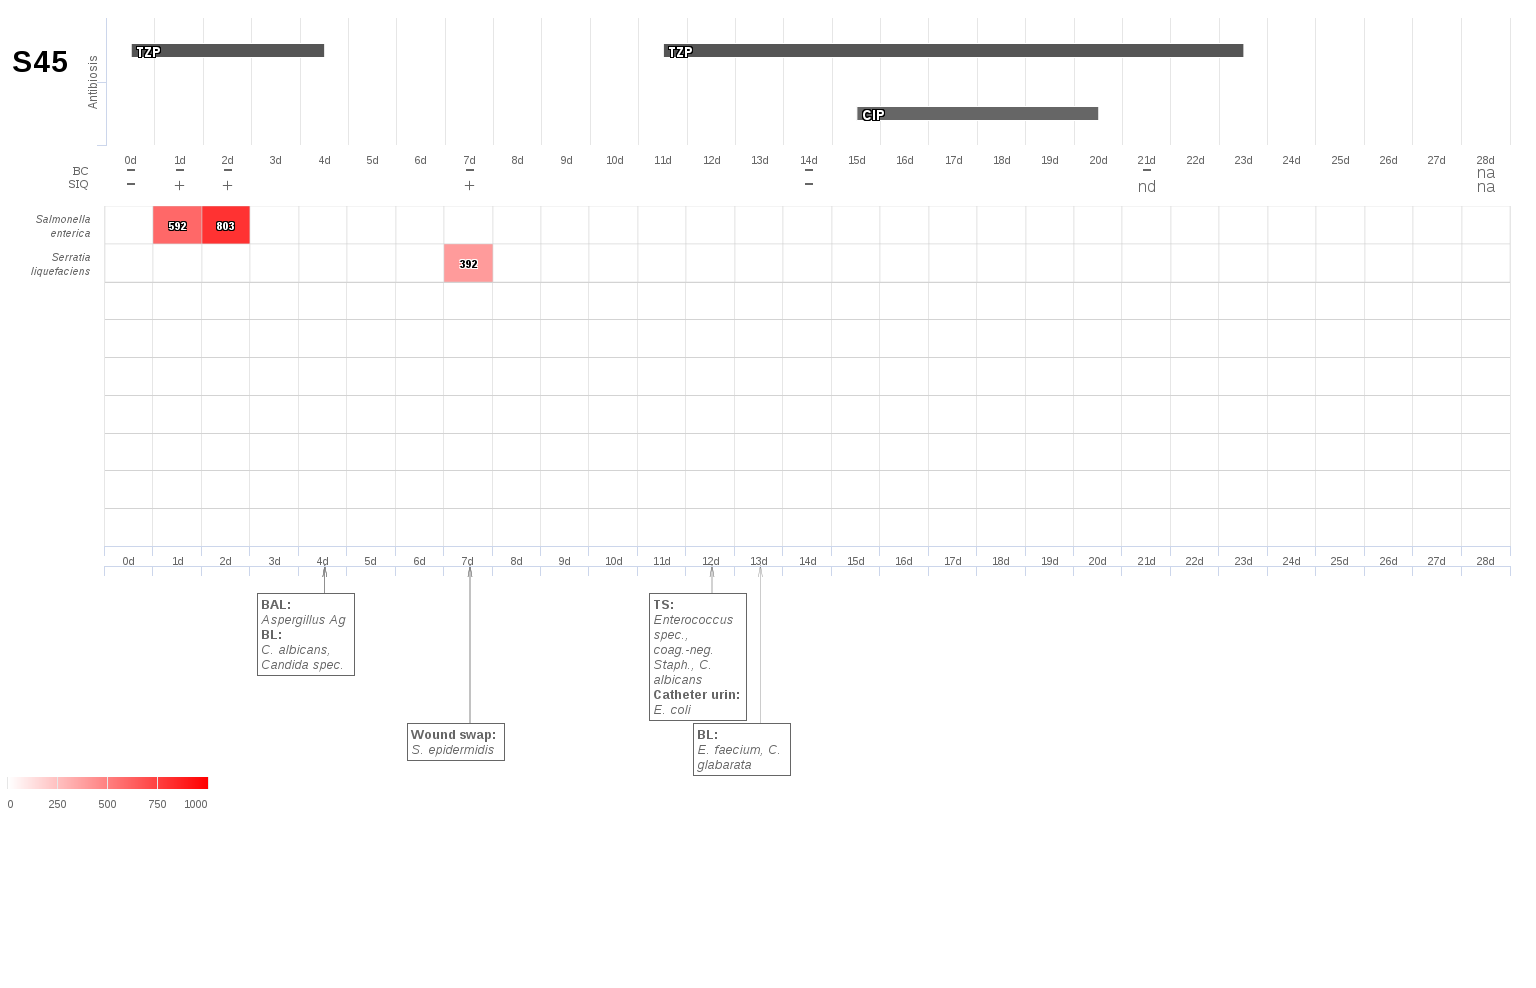 S45
Antibiosis
TZP TZP
CIP
0d 1d 2d 3d 4d 5d 6d 7d 8d 9d 10d 11d 12d 13d 14d 15d 16d 17d 18d 19d 20d 21d 22d 23d 24d 25d 26d 27d 28d
BC - - - - - - na
SIQ - + + + - nd na
Salmonella
enterica
592 803
Serratia
liquefaciens
392
0d 1d 2d 3d 4d 5d 6d 7d 8d 9d 10d 11d 12d 13d 14d 15d 16d 17d 18d 19d 20d 21d 22d 23d 24d 25d 26d 27d 28d
BAL:
Aspergillus Ag
BL:
C. albicans,
Candida spec.
Wound swap:
S. epidermidis
TS:
Enterococcus
spec.,
coag.-neg.
Staph., C.
albicans
Catheter urin:
E. coli
BL:
E. faecium, C.
glabarata
0 250 500 750 1000